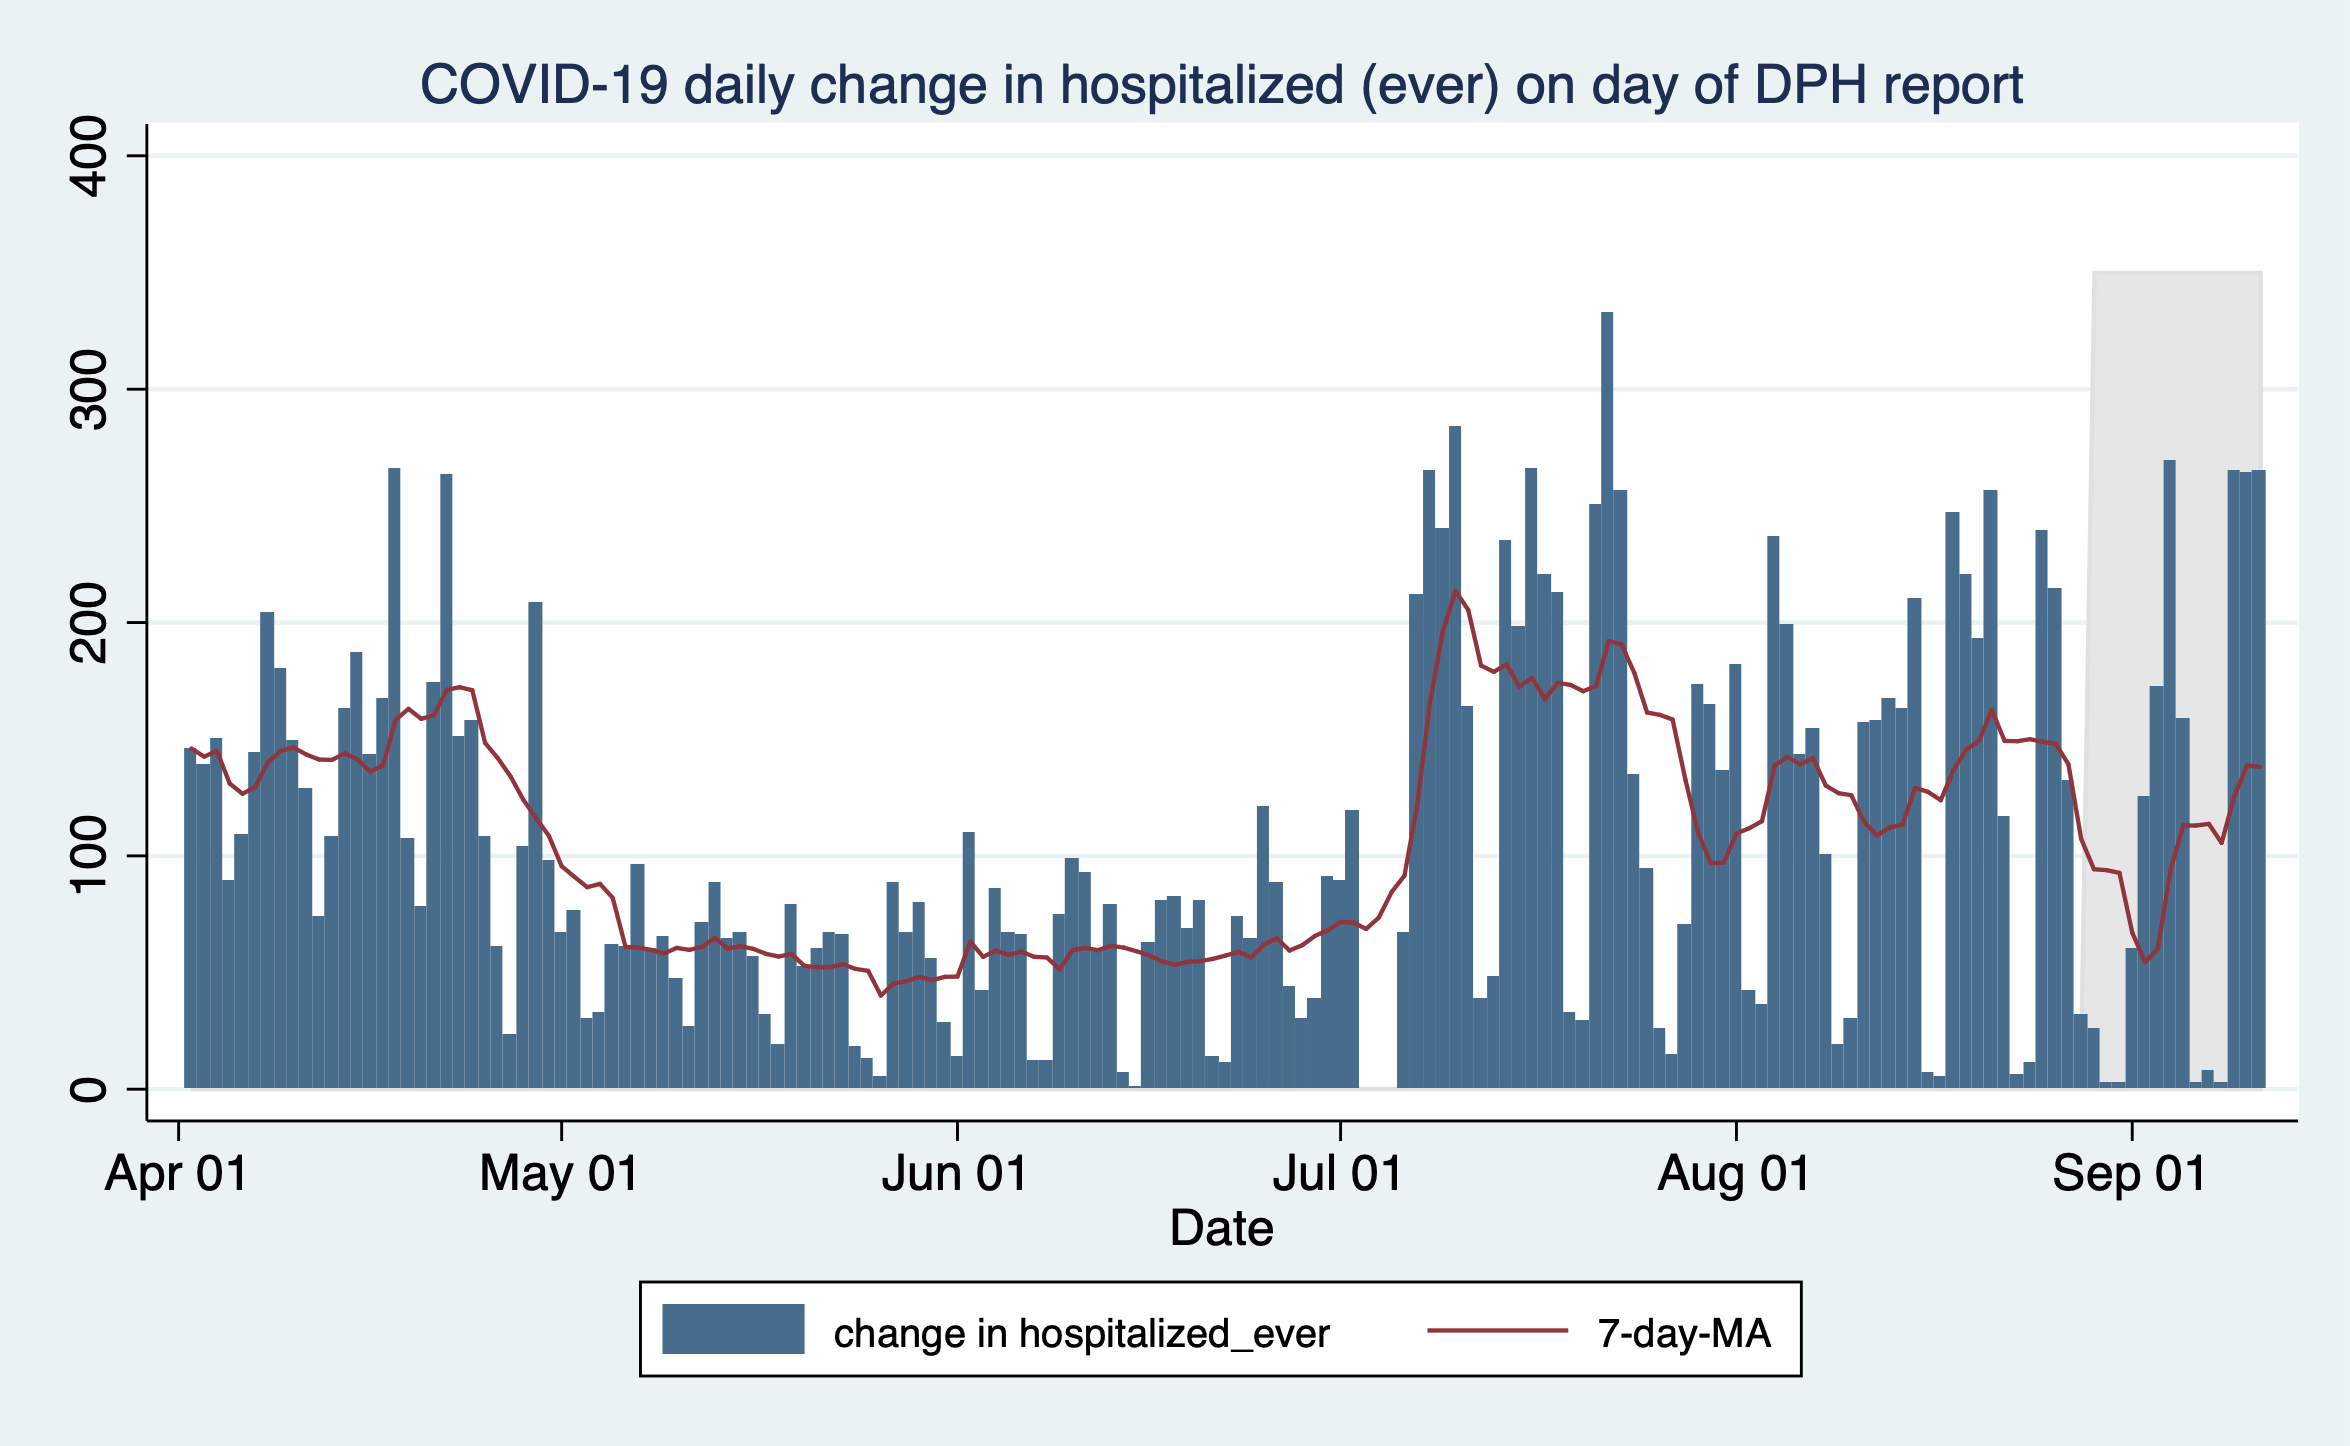 COVID-19 daily change in hospitalized (ever) on day of DPH report
400
300
200
100
0
Apr 01 May 01 Jun 01 Jul 01 Aug 01 Sep 01
Date
change in hospitalized_ever 7-day-MA